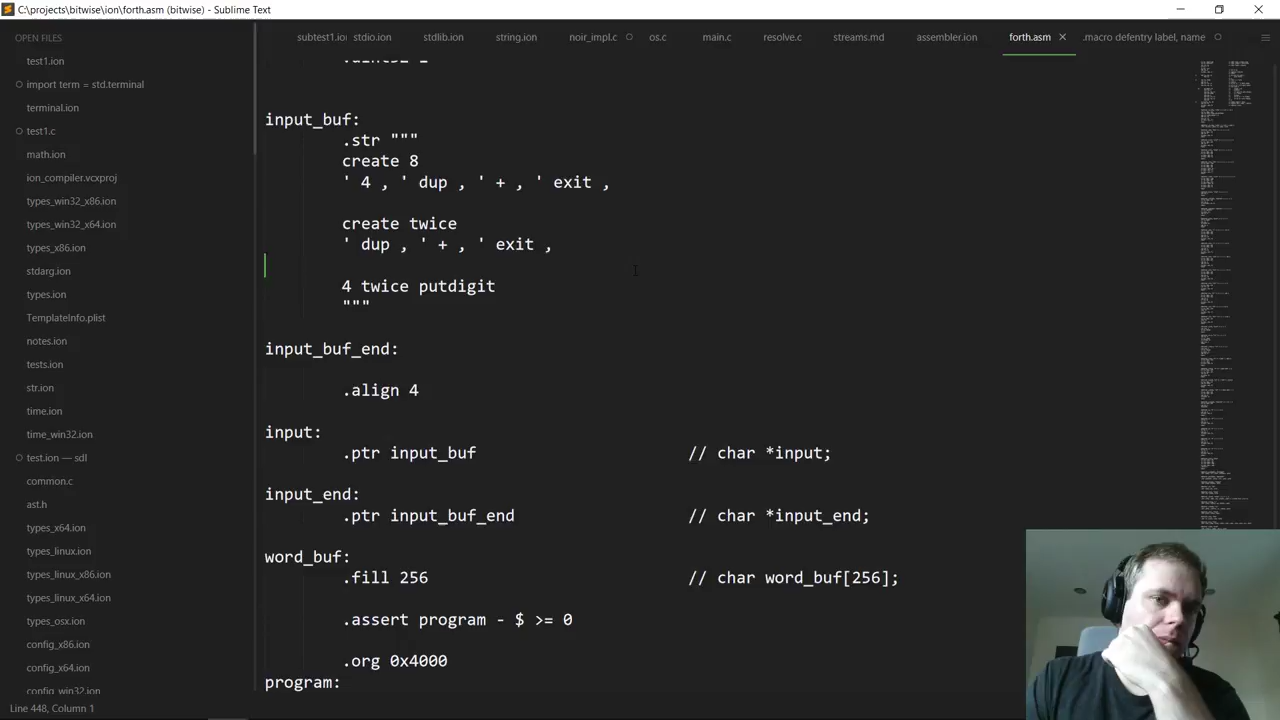 C:\projects\bitwise\ion\forth.asm (bitwise) - Sublime Text
OPEN FILES
test1.ion
import term = std.terminal
terminal.ion
test1.c
math.ion
ion_compiler.vcxproj
types_win32_x86.ion
types_win32_x64.ion
types_x86.ion
stdarg.ion
types.ion
TemplateInfo.plist
notes.ion
tests.ion
str.ion
time.ion
time_win32.ion
test.ion — sdl
common.c
ast.h
types_x64.ion
types_linux.ion
types_linux_x86.ion
types_linux_x64.ion
types_osx.ion
config_x86.ion
config_x64.ion
config_win32.ion
subtest1.io stdio.ion stdlib.ion string.ion noir_impl.c os.c main.c resolve.c streams.md assembler.ion forth.asm .macro defentry label, name
input_buf:
.str """
create 8
' 4 , ' dup , ' + , ' exit ,
create twice
' dup , ' + , ' exit ,
4 twice putdigit
"""
input_buf_end:
.align 4
input:
.ptr input_buf // char *input;
input_end:
.ptr input_buf_end // char *input_end;
word_buf:
.fill 256 // char word_buf[256];
.assert program - $ >= 0
.org 0x4000
program:
Line 448, Column 1